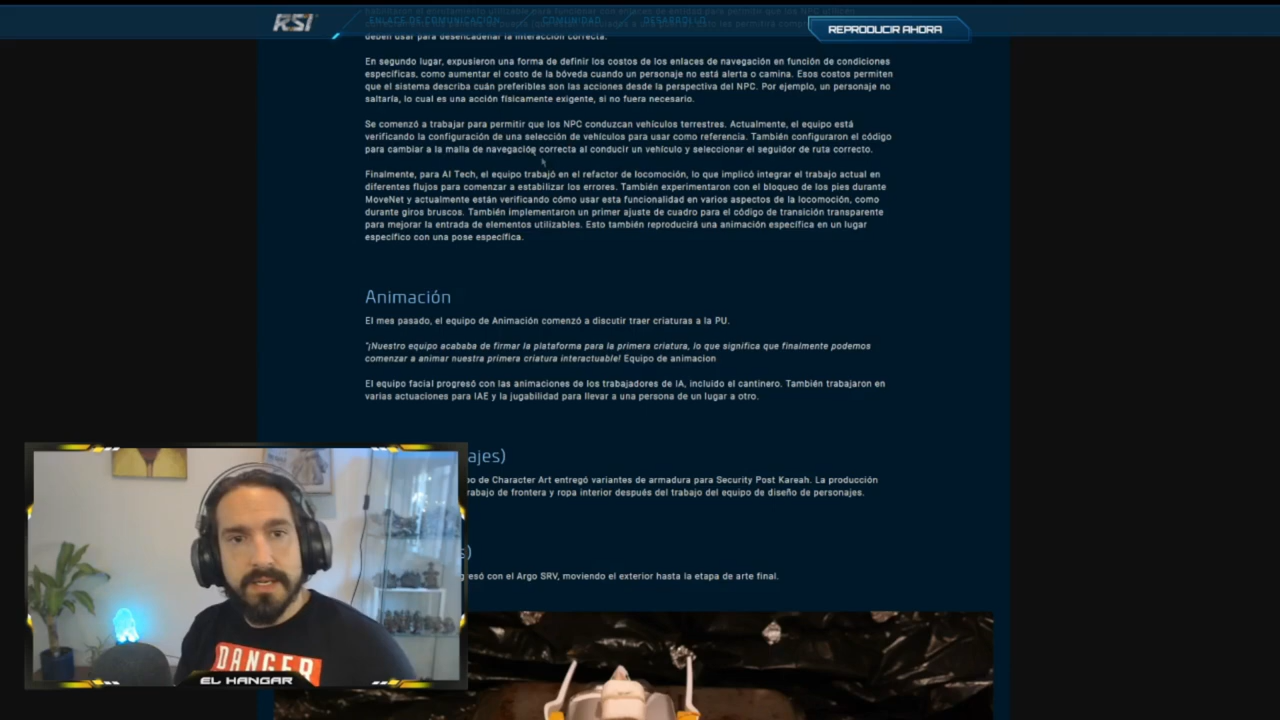 RSI
ENLACE DE COMUNICACIÓN
COMUNIDAD
DESARROLLO
REPRODUCIR AHORA
deben usar para desencadenar la interacción correcta.
En segundo lugar, expusieron una forma de definir los costos de los enlaces de navegación en función de condiciones
específicas, como aumentar el costo de la bóveda cuando un personaje no está alerta o camina. Esos costos permiten
que el sistema describa cuán preferibles son las acciones desde la perspectiva del NPC. Por ejemplo, un personaje no
saltaría, lo cual es una acción físicamente exigente, si no fuera necesario.
Se comenzó a trabajar para permitir que los NPC conduzcan vehículos terrestres. Actualmente, el equipo está
verificando la configuración de una selección de vehículos para usar como referencia. También configuraron el código
para cambiar a la malla de navegación correcta al conducir un vehículo y seleccionar el seguidor de ruta correcto.
Finalmente, para AI Tech, el equipo trabajó en el refactor de locomoción, lo que implicó integrar el trabajo actual en
diferentes flujos para comenzar a estabilizar los errores. También experimentaron con el bloqueo de los pies durante
MoveNet y actualmente están verificando cómo usar esta funcionalidad en varios aspectos de la locomoción, como
durante giros bruscos. También implementaron un primer ajuste de cuadro para el código de transición transparente
para mejorar la entrada de elementos utilizables. Esto también reproducirá una animación específica en un lugar
específico con una pose específica.
Animación
El mes pasado, el equipo de Animación comenzó a discutir traer criaturas a la PU.
"¡Nuestro equipo acababa de firmar la plataforma para la primera criatura, lo que significa que finalmente podemos
comenzar a animar nuestra primera criatura interactuable! Equipo de animacion
El equipo facial progresó con las animaciones de los trabajadores de IA, incluido el cantinero. También trabajaron en
varias actuaciones para IAE y la jugabilidad para llevar a una persona de un lugar a otro.
ajes)
po de Character Art entregó variantes de armadura para Security Post Kareah. La producción
rabajo de frontera y ropa interior después del trabajo del equipo de diseño de personajes.
s)
gresó con el Argo SRV, moviendo el exterior hasta la etapa de arte final.
DANGER
EL HANGAR